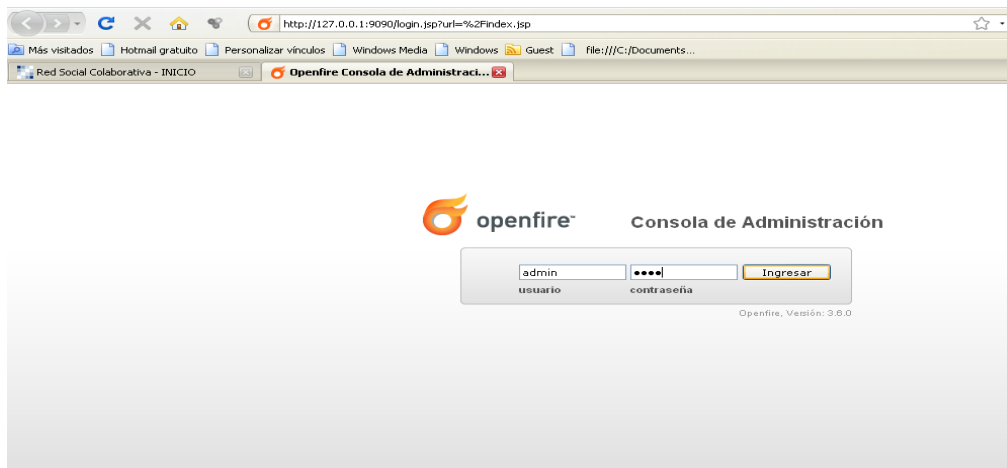 http://127.0.0.1:9090/login.jsp?url=%2Findex.jsp
Más visitados Hotmail gratuito Personalizar vínculos Windows Media Windows Guest file:///C:/Documents...
Red Social Colaborativa - INICIO Openfire Consola de Administraci...
openfire™ Consola de Administración
admin •••• Ingresar
usuario contraseña
Openfire, Versión: 3.6.0